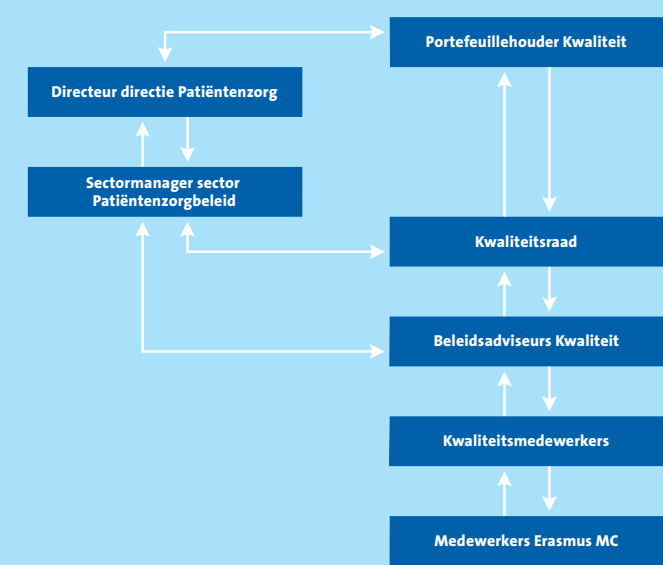 Portefeuillehouder Kwaliteit
Directeur directie Patiëntenzorg
Sectormanager sector
Patiëntenzorgbeleid
Kwaliteitsraad
Beleidsadviseurs Kwaliteit
Kwaliteitsmedewerkers
Medewerkers Erasmus MC